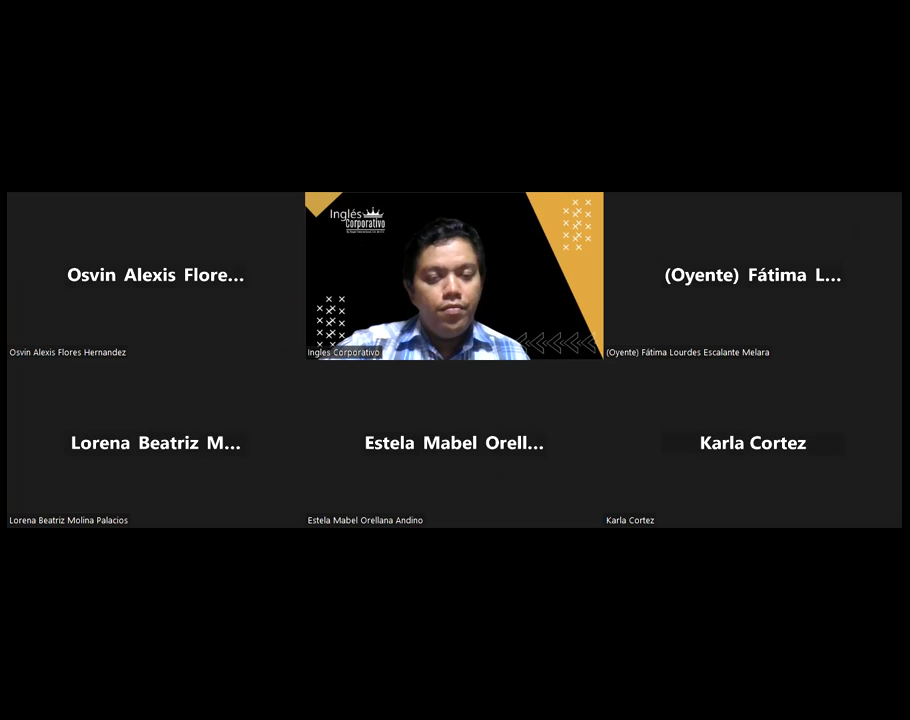 Osvin Alexis Flore...
Osvin Alexis Flores Hernandez
Inglés
Corporativo
Ingles Corporativo
(Oyente) Fátima L...
(Oyente) Fátima Lourdes Escalante Melara
Lorena Beatriz M...
Lorena Beatriz Molina Palacios
Estela Mabel Orell...
Estela Mabel Orellana Andino
Karla Cortez
Karla Cortez